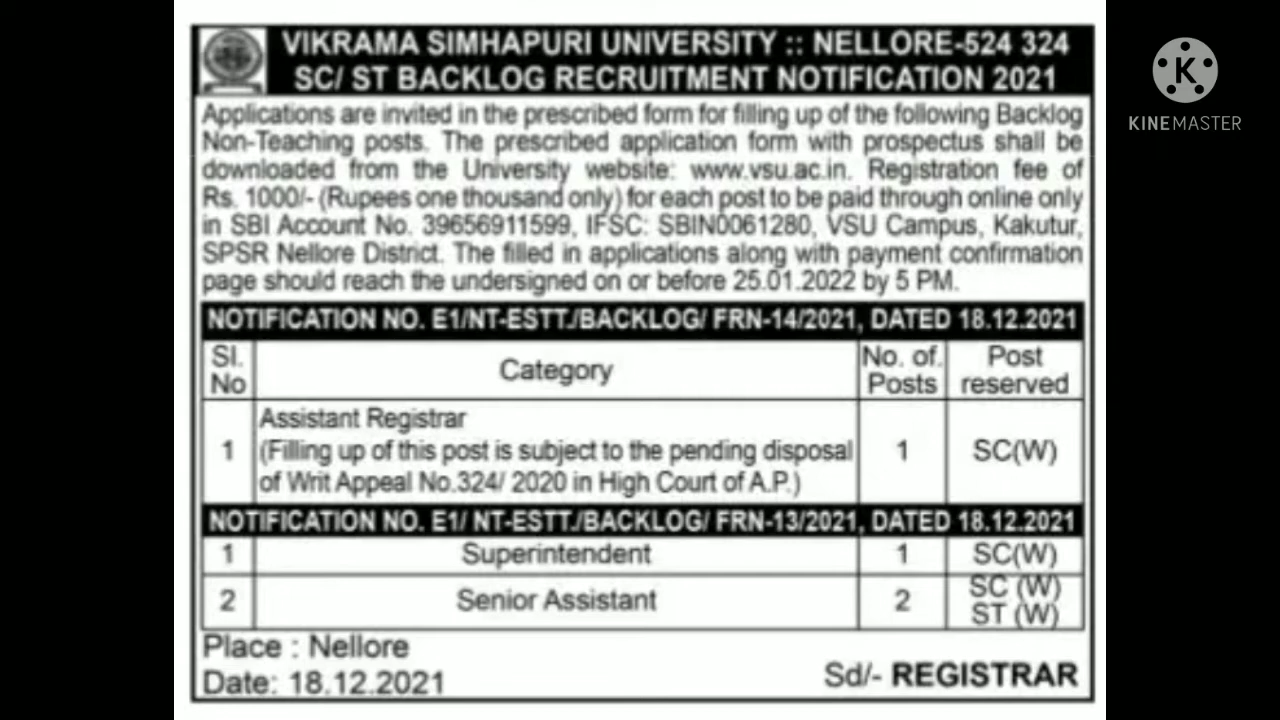 VIKRAMA SIMHAPURI UNIVERSITY :: NELLORE-524 324
SC/ ST BACKLOG RECRUITMENT NOTIFICATION 2021
Applications are invited in the prescribed form for filling up of the following Backlog
Non-Teaching posts. The prescribed application form with prospectus shall be
downloaded from the University website: www.vsu.ac.in. Registration fee of
Rs. 1000/- (Rupees one thousand only) for each post to be paid through online only
in SBI Account No. 39656911599, IFSC: SBIN0061280, VSU Campus, Kakutur,
SPSR Nellore District. The filled in applications along with payment confirmation
page should reach the undersigned on or before 25.01.2022 by 5 PM.
NOTIFICATION NO. E1/NT-ESTT./BACKLOG/ FRN-14/2021, DATED 18.12.2021
Sl. No Category No. of. Posts Post reserved
1 Assistant Registrar
(Filling up of this post is subject to the pending disposal
of Writ Appeal No.324/ 2020 in High Court of A.P.) 1 SC(W)
NOTIFICATION NO. E1/ NT-ESTT./BACKLOG/ FRN-13/2021, DATED 18.12.2021
1 Superintendent 1 SC(W)
2 Senior Assistant 2 SC (W)
ST (W)
Place : Nellore
Date: 18.12.2021
Sd/- REGISTRAR
K
KINEMASTER